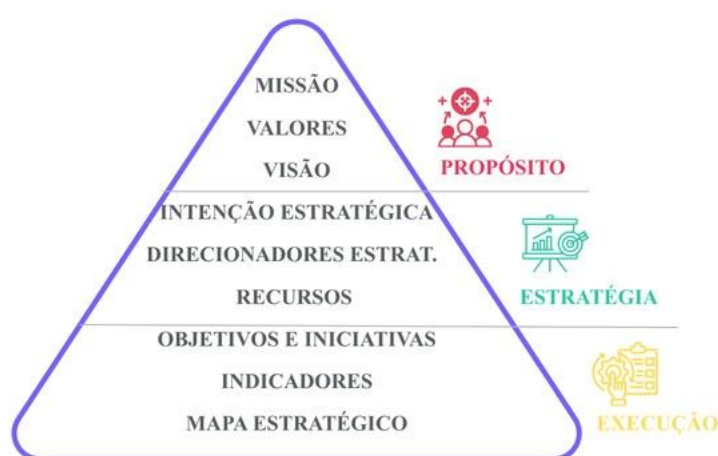 MISSÃO
VALORES
VISÃO
PROPÓSITO
INTENÇÃO ESTRATÉGICA
DIRECIONADORES ESTRAT.
RECURSOS
ESTRATÉGIA
OBJETIVOS E INICIATIVAS
INDICADORES
MAPA ESTRATÉGICO
EXECUÇÃO